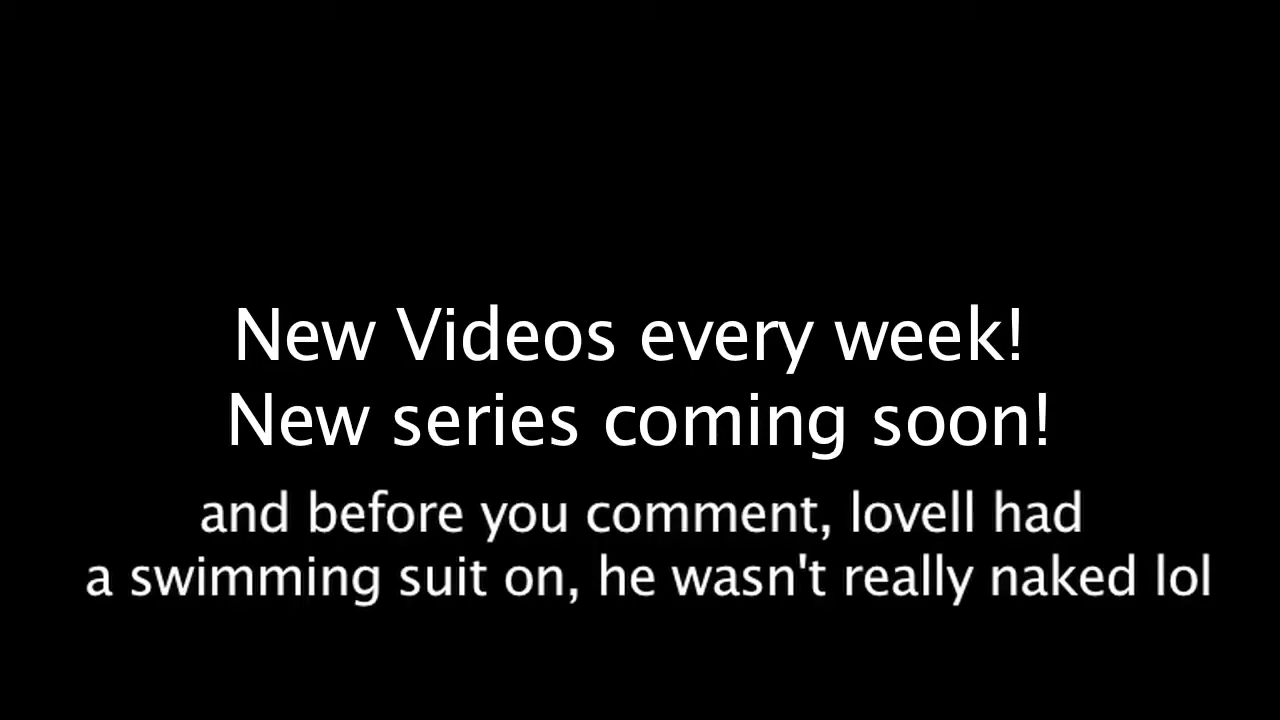 New Videos every week!
New series coming soon!
and before you comment, lovell had
a swimming suit on, he wasn't really naked lol